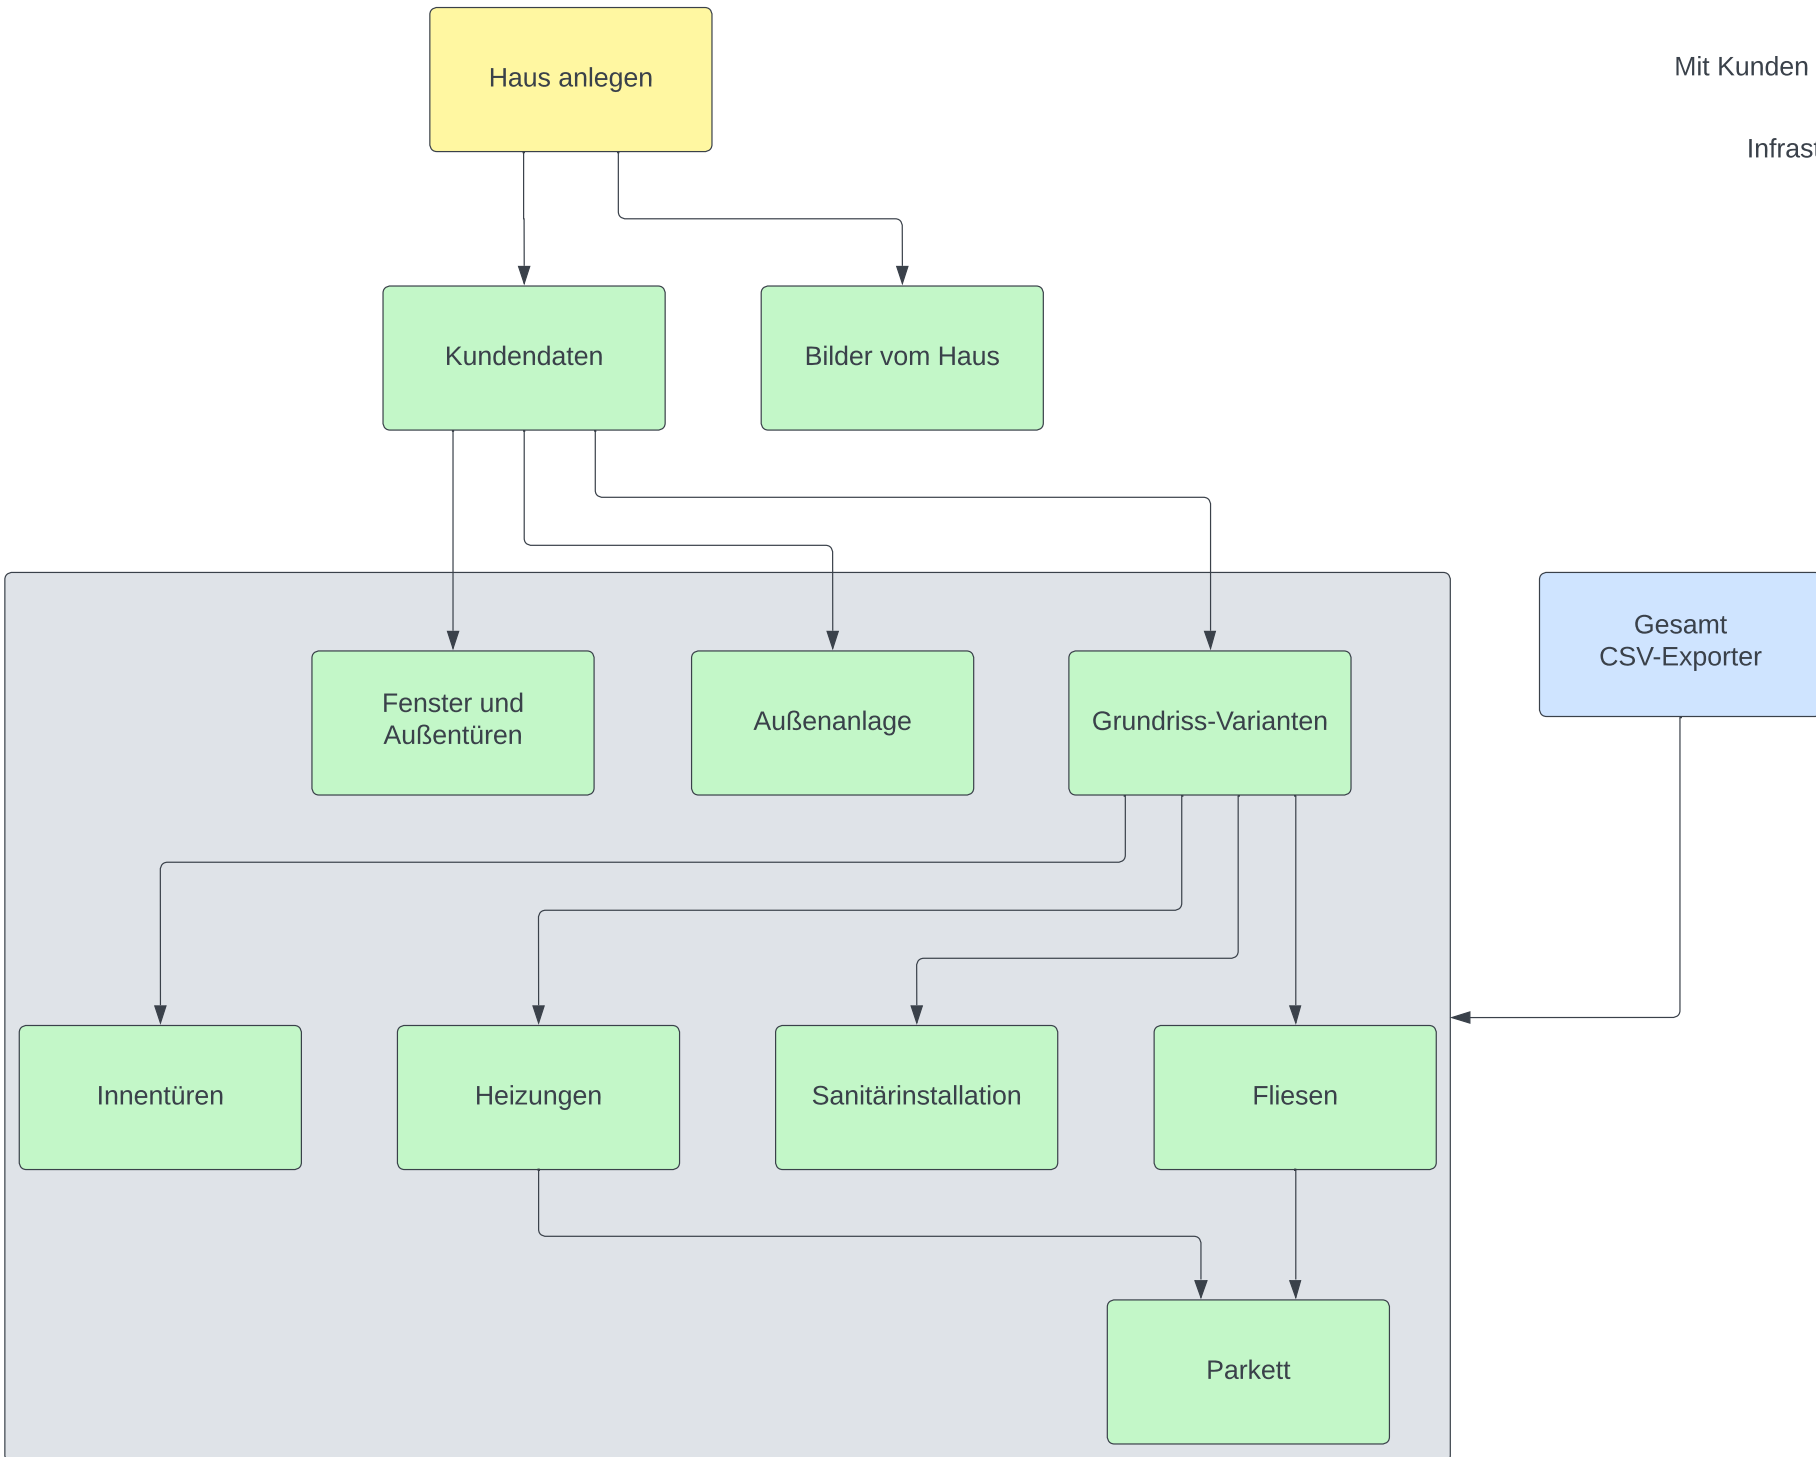 Haus anlegen
Mit Kunden
Kundendaten
Bilder vom Haus
Gesamt
CSV-Exporter
Fenster und
Außentüren
Außenanlage
Grundriss-Varianten
Innentüren
Heizungen
Sanitärinstallation
Fliesen
Parkett